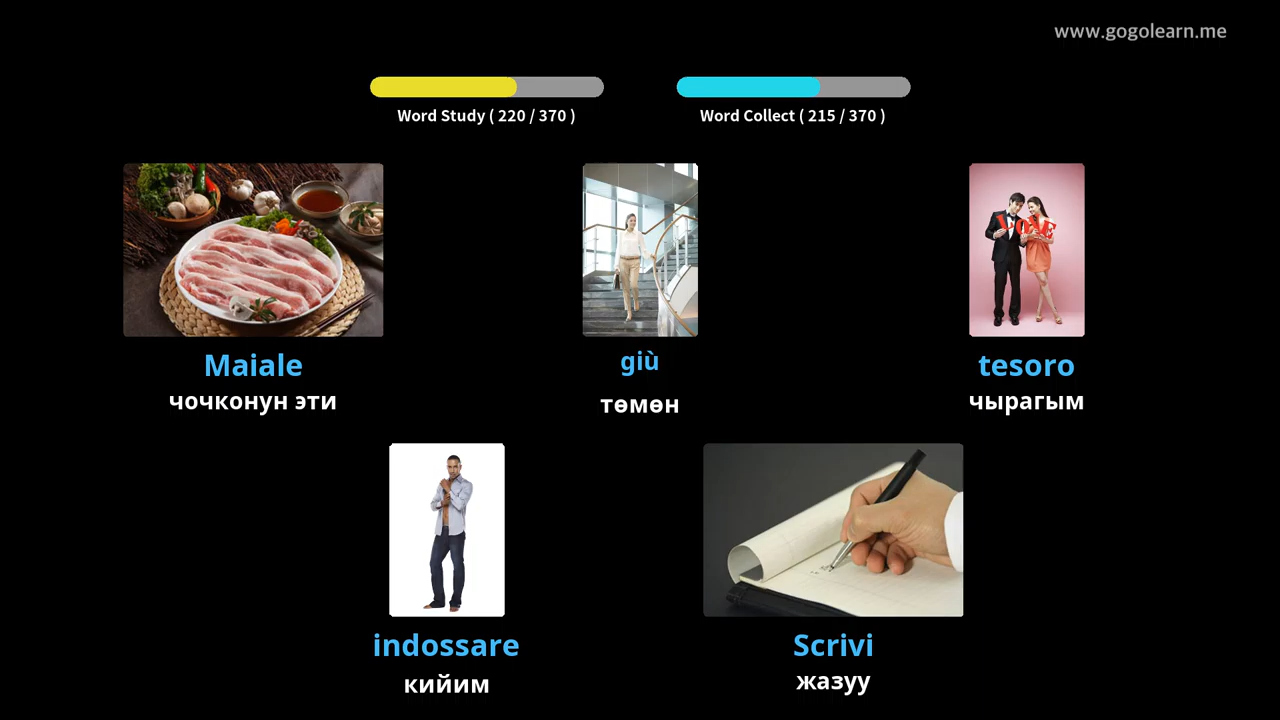 www.gogolearn.me
Word Study ( 220 / 370 )
Word Collect ( 215 / 370 )
LOVE
Maiale
чочконун эти
giù
төмөн
tesoro
чырагым
indossare
кийим
Scrivi
жазуу